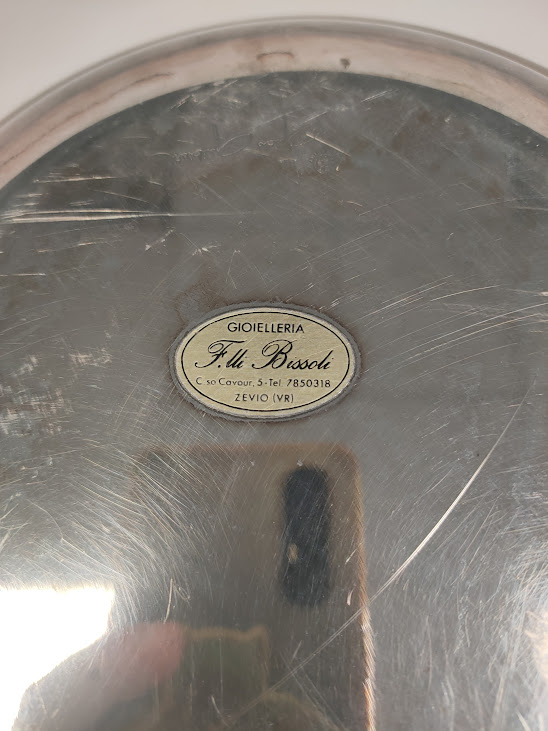 GIOIELLERIA
F.lli Bissoli
C.so Cavour, 5-Tel. 7850318
ZEVIO (VR)